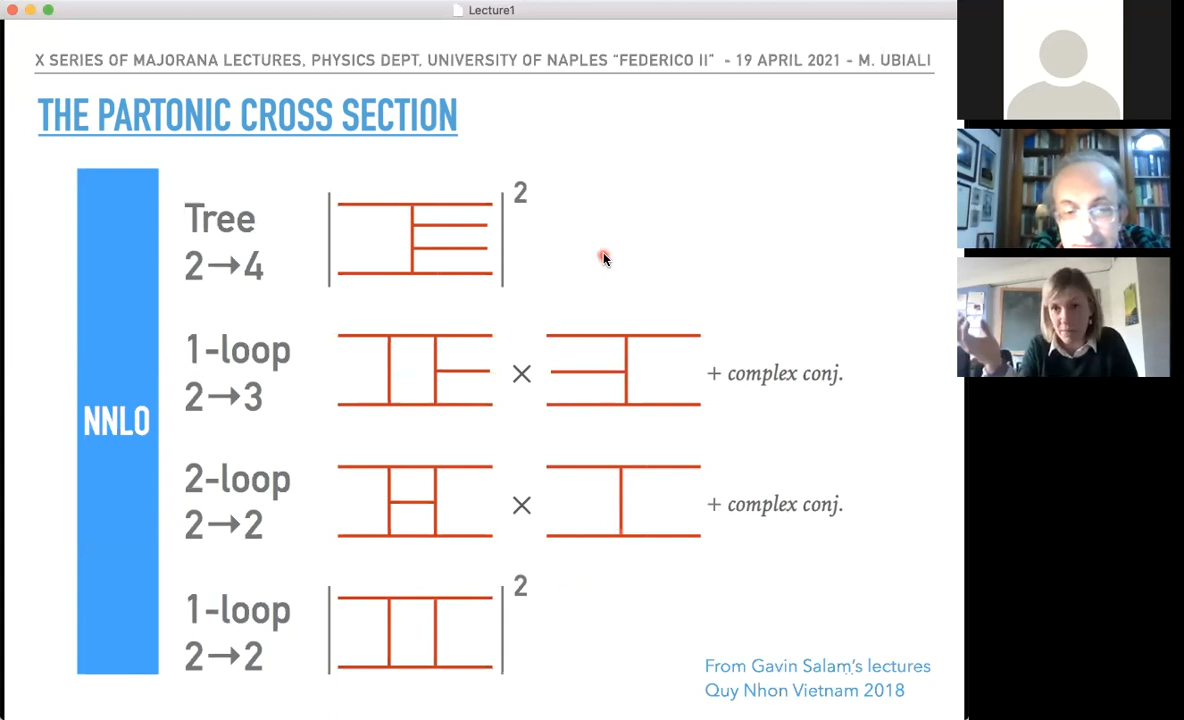 Lecture1
X SERIES OF MAJORANA LECTURES, PHYSICS DEPT, UNIVERSITY OF NAPLES "FEDERICO II" - 19 APRIL 2021 - M. UBIALI
THE PARTONIC CROSS SECTION
NNLO
Tree
2→4
2
1-loop
2→3
×
+ complex conj.
2-loop
2→2
×
+ complex conj.
1-loop
2→2
2
From Gavin Salam's lectures
Quy Nhon Vietnam 2018